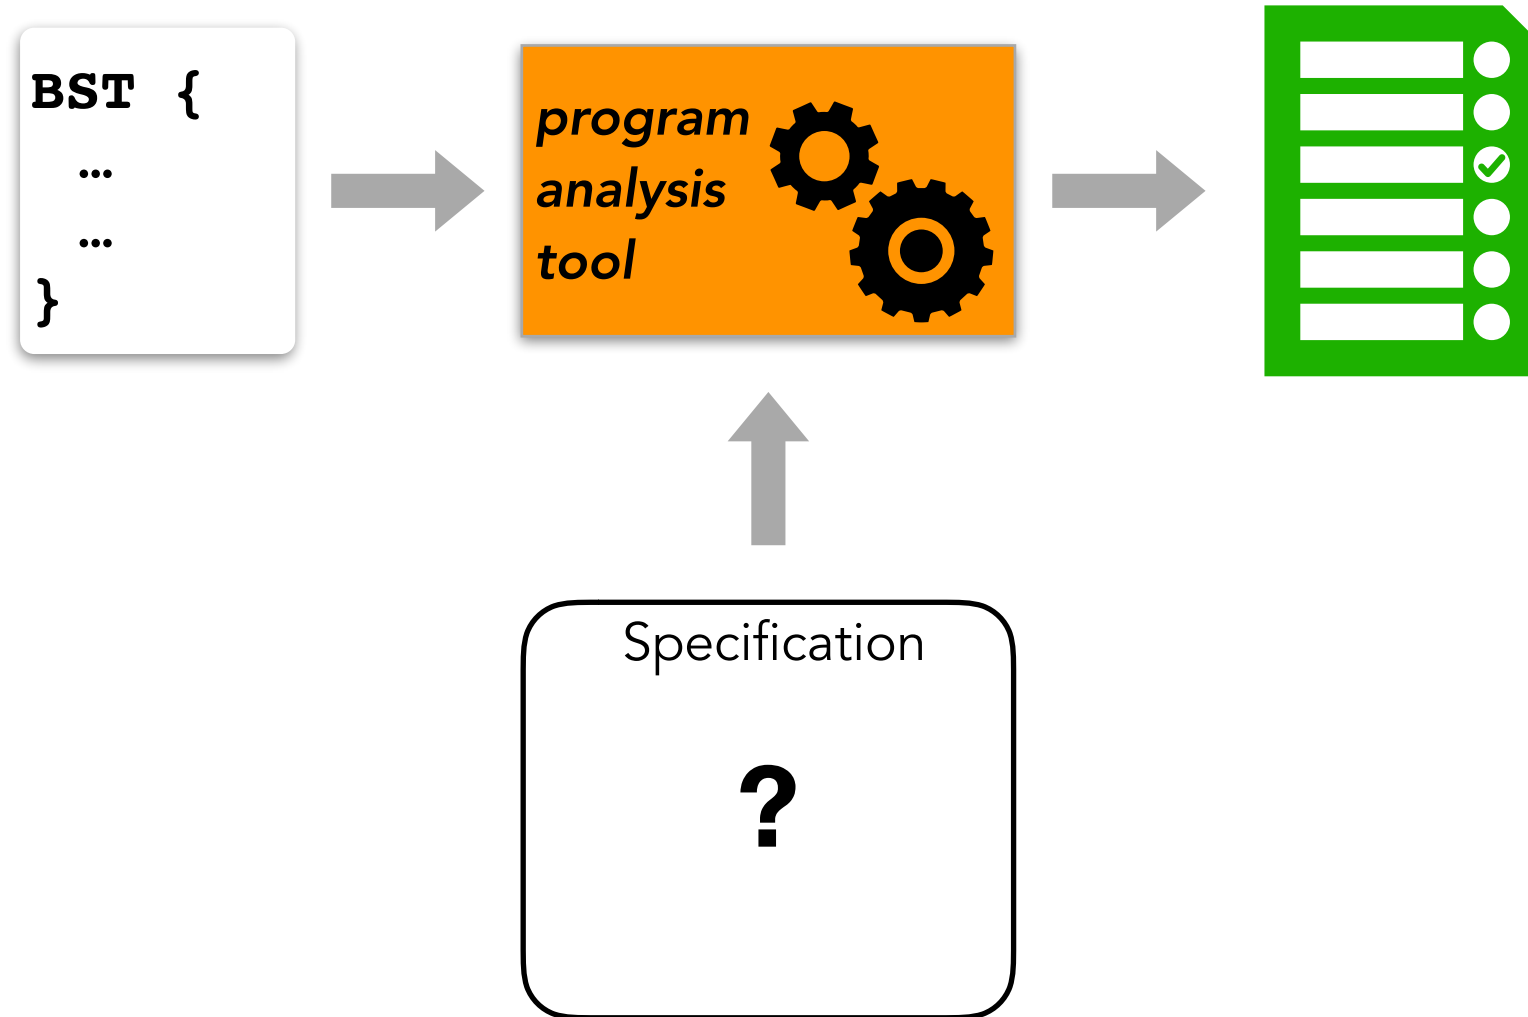 BST {
…
…
}
program
analysis
tool
Specification
?